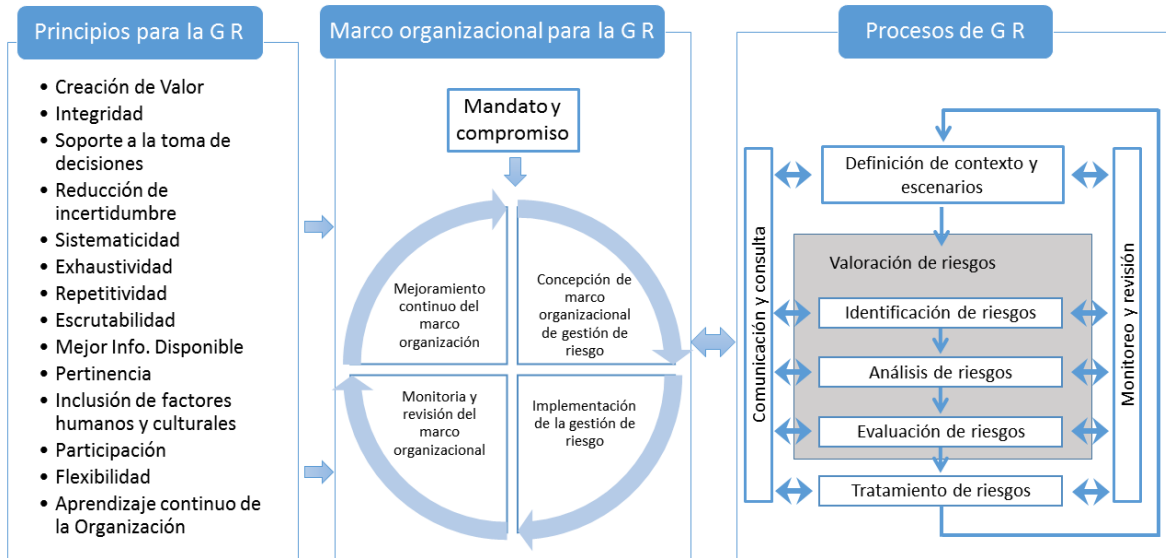 Principios para la G R
• Creación de Valor
• Integridad
• Soporte a la toma de
decisiones
• Reducción de
incertidumbre
• Sistematicidad
• Exhaustividad
• Repetitividad
• Escrutabilidad
• Mejor Info. Disponible
• Pertinencia
• Inclusión de factores
humanos y culturales
• Participación
• Flexibilidad
• Aprendizaje continuo de
la Organización
Marco organizacional para la G R
Mandato y
compromiso
Mejoramiento
continuo del
marco
organización
Concepción de
marco
organizacional
de gestión de
riesgo
Monitoria y
revisión del
marco
organizacional
Implementación
de la gestión de
riesgo
Procesos de G R
Comunicación y consulta
Definición de contexto y
escenarios
Valoración de riesgos
Identificación de riesgos
Análisis de riesgos
Evaluación de riesgos
Tratamiento de riesgos
Monitoreo y revisión